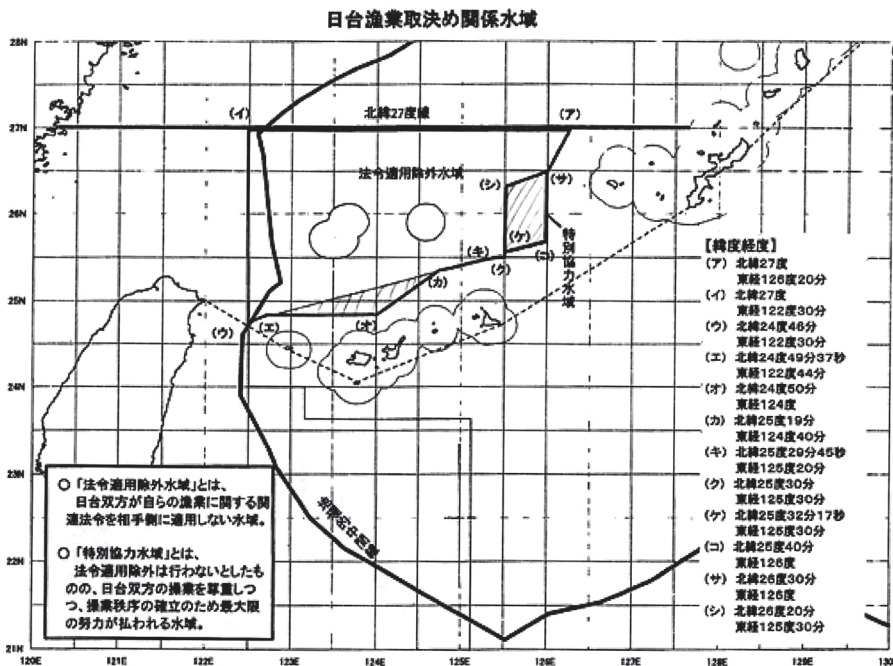 日台漁業取決め関係水域
28N
27N
26N
25N
24N
23N
22N
21N
120E
121E
122E
123E
124E
125E
126E
127E
128E
129E
(イ)
北緯27度線
(ア)
法令適用除外水域
(シ)
(サ)
(ケ)
(コ)
(キ)
(ク)
(カ)
特別協力水域
(ウ)
(エ)
(オ)
【緯度経度】
(ア) 北緯27度
東経126度20分
(イ) 北緯27度
東経122度30分
(ウ) 北緯24度46分
東経122度30分
(エ) 北緯24度49分37秒
東経122度44分
(オ) 北緯24度50分
東経124度
(カ) 北緯25度19分
東経124度40分
(キ) 北緯25度29分45秒
東経125度20分
(ク) 北緯25度30分
東経125度30分
(ケ) 北緯25度32分17秒
東経125度30分
(コ) 北緯25度40分
東経126度
(サ) 北緯26度30分
東経126度
(シ) 北緯26度20分
東経125度30分
○ 「法令適用除外水域」とは、
日台双方が自らの漁業に関する関
連法令を相手側に適用しない水域。
○ 「特別協力水域」とは、
法令適用除外は行わないとしたも
のの、日台双方の操業を尊重しつ
つ、操業秩序の確立のため最大限
の努力が払われる水域。